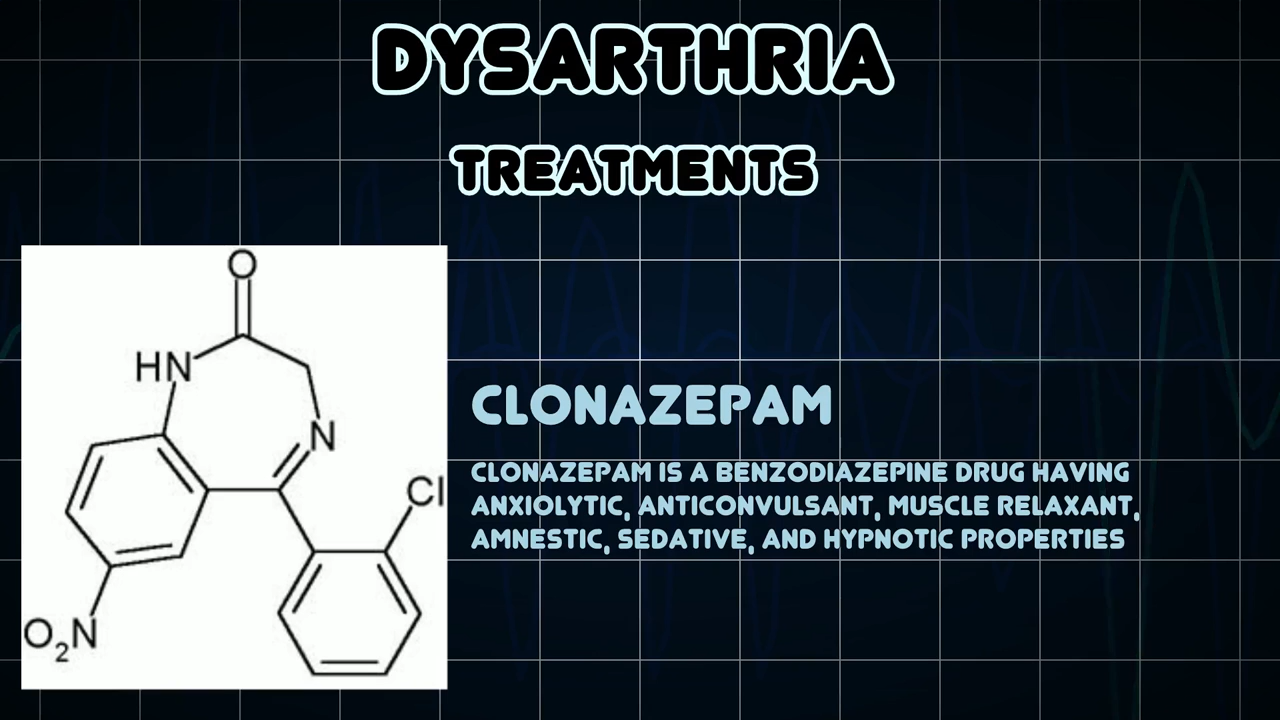 DYSARTHRIA
TREATMENTS
O
HN
N
Cl
O2N
CLONAZEPAM
CLONAZEPAM IS A BENZODIAZEPINE DRUG HAVING
ANXIOLYTIC, ANTICONVULSANT, MUSCLE RELAXANT,
AMNESTIC, SEDATIVE, AND HYPNOTIC PROPERTIES